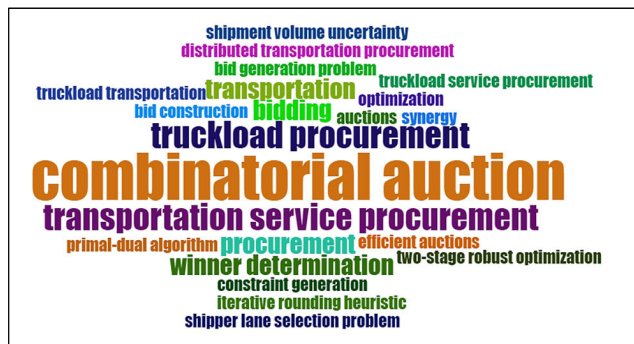 shipment volume uncertainty
distributed transportation procurement
bid generation problem
truckload transportation transportation truckload service procurement
bid construction bidding optimization
auctions synergy
truckload procurement
combinatorial auction
transportation service procurement
primal-dual algorithm procurement efficient auctions
winner determination two-stage robust optimization
constraint generation
iterative rounding heuristic
shipper lane selection problem